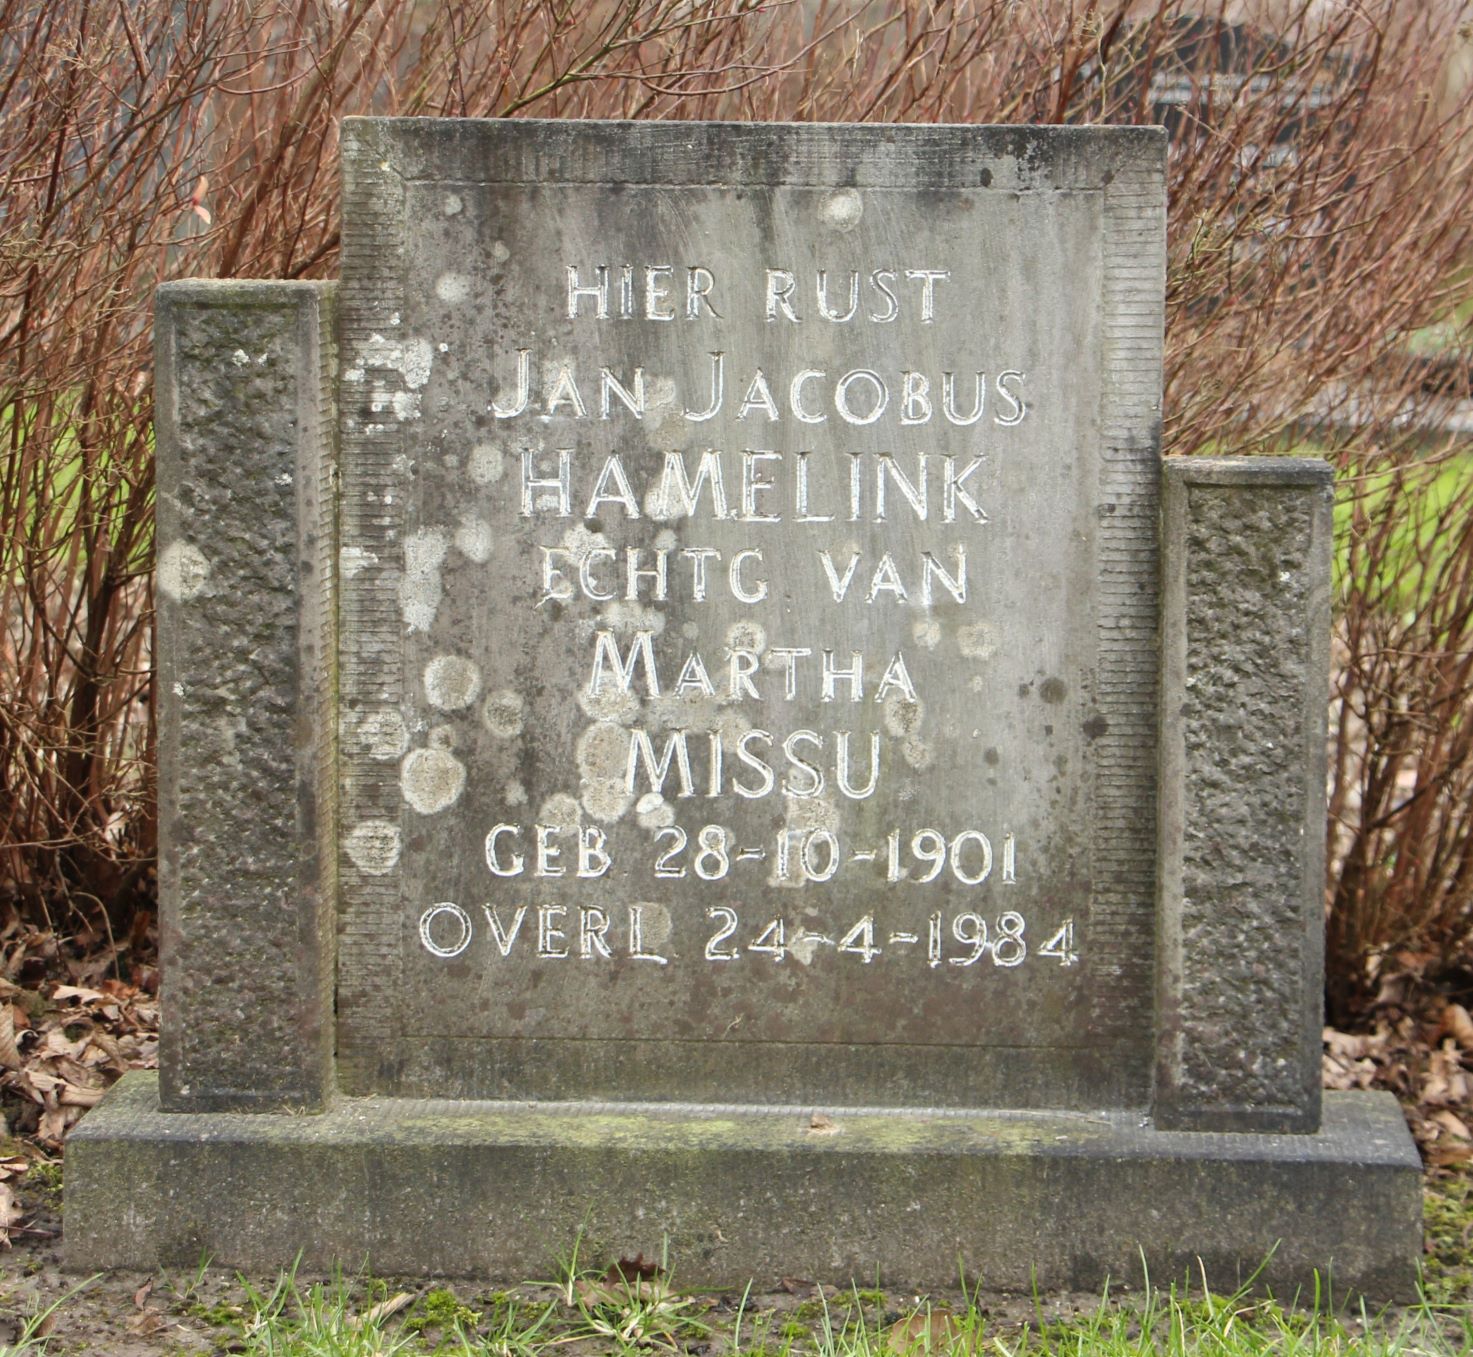 HIER RUST
JAN JACOBUS
HAMELINK
ECHTG VAN
MARTHA
MISSU
GEB 28-10-1901
OVERL 24-4-1984